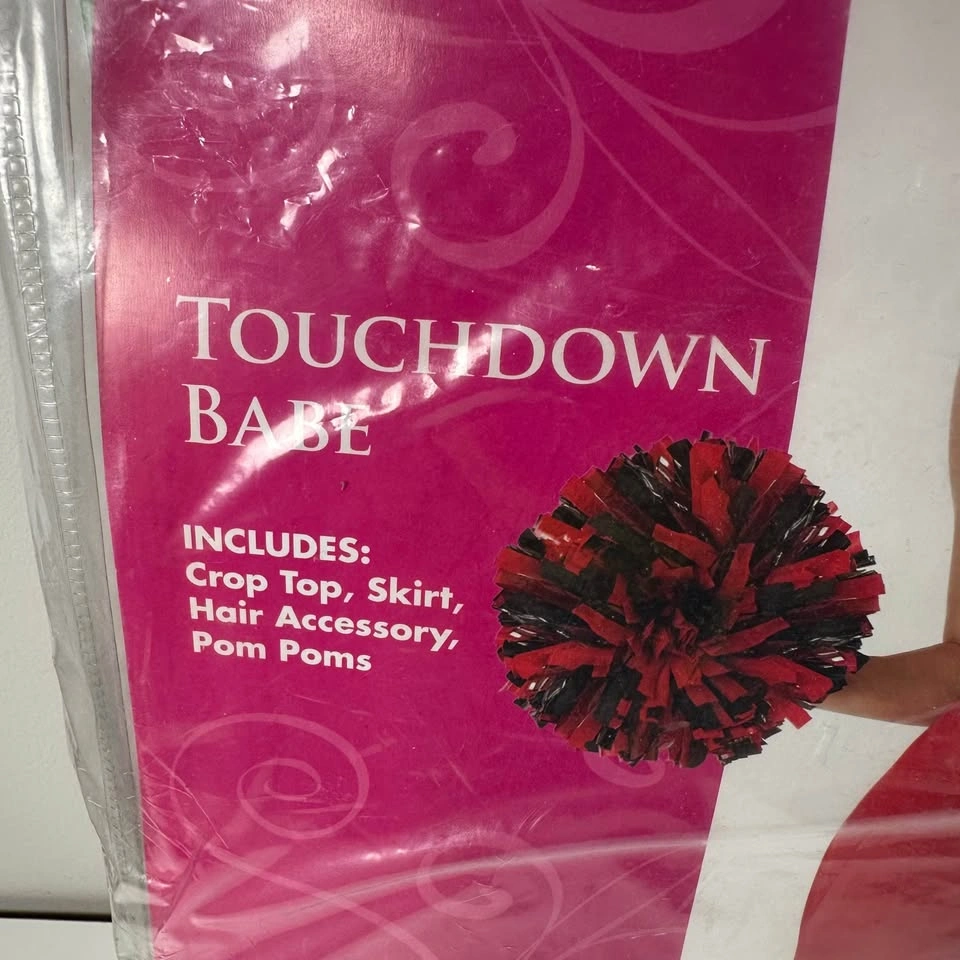 TOUCHDOWN
BABE
INCLUDES:
Crop Top, Skirt,
Hair Accessory,
Pom Poms